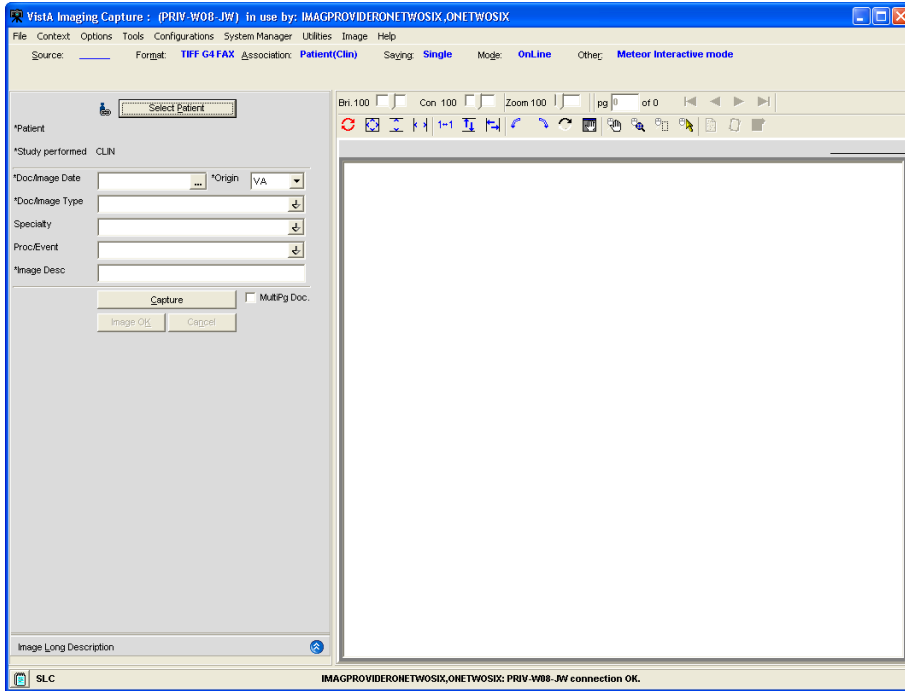 VistA Imaging Capture : (PRIV-W08-JW) in use by: IMAGPROVIDERONETWOSIX,ONETWOSIX
File Context Options Tools Configurations System Manager Utilities Image Help
Source: Format: TIFF G4 FAX Association: Patient(Clin) Saving: Single Mode: OnLine Other: Meteor Interactive mode
Select Patient
Bri. 100 Con 100 Zoom 100 pg 0 of 0
*Patient
1↔1
*Study performed CLIN
*Doc/Image Date ... *Origin VA
*Doc/Image Type
Specialty
Proc/Event
*Image Desc
Capture MultiPg Doc.
Image OK Cancel
Image Long Description
SLC IMAGPROVIDERONETWOSIX,ONETWOSIX: PRIV-W08-JW connection OK.